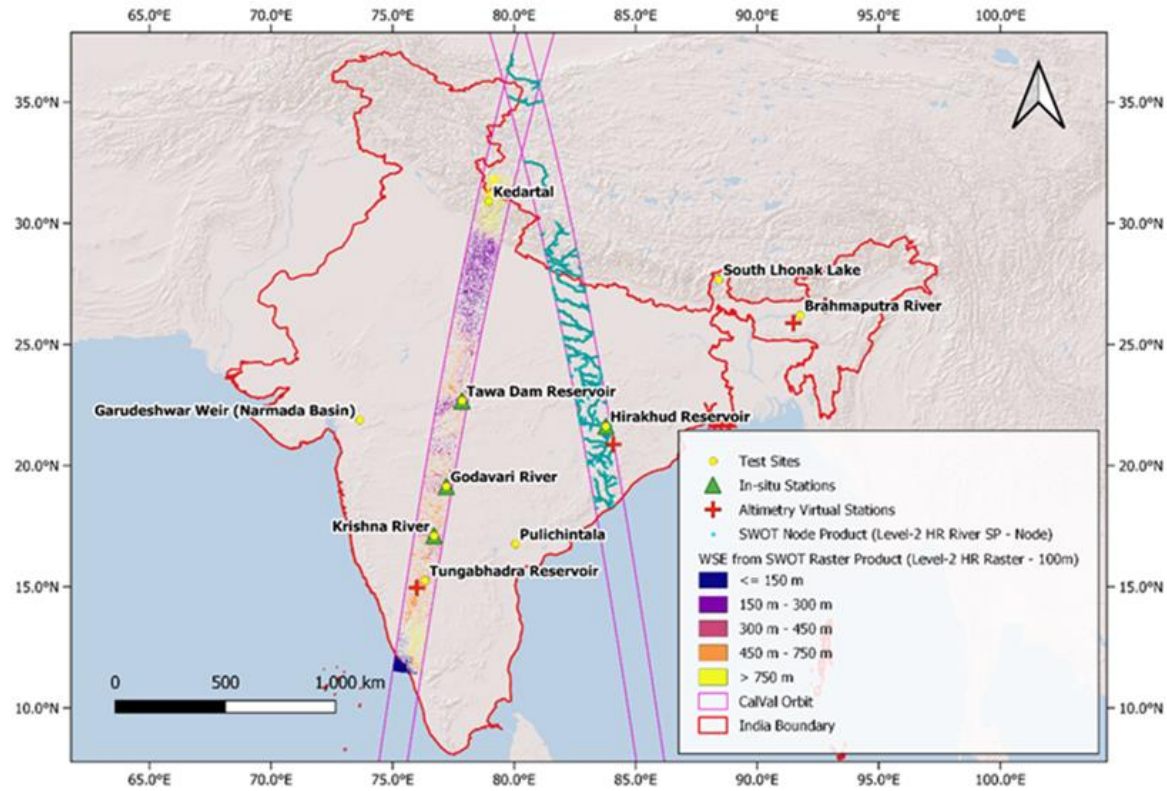 65.0°E 70.0°E 75.0°E 80.0°E 85.0°E 90.0°E 95.0°E 100.0°E
35.0°N 35.0°N
Kedartal
30.0°N 30.0°N
South Lhonak Lake
Brahmaputra River
25.0°N 25.0°N
Tawa Dam Reservoir
Garudeshwar Weir (Narmada Basin)
Hirakhud Reservoir
20.0°N 20.0°N
Godavari River
Krishna River
Pulichintala
Tungabhadra Reservoir
15.0°N 15.0°N
10.0°N 10.0°N
Test Sites
In-situ Stations
Altimetry Virtual Stations
SWOT Node Product (Level-2 HR River SP - Node)
WSE from SWOT Raster Product (Level-2 HR Raster - 100m)
<= 150 m
150 m - 300 m
300 m - 450 m
450 m - 750 m
> 750 m
CalVal Orbit
India Boundary
0 500 1,000 km
65.0°E 70.0°E 75.0°E 80.0°E 85.0°E 90.0°E 95.0°E 100.0°E